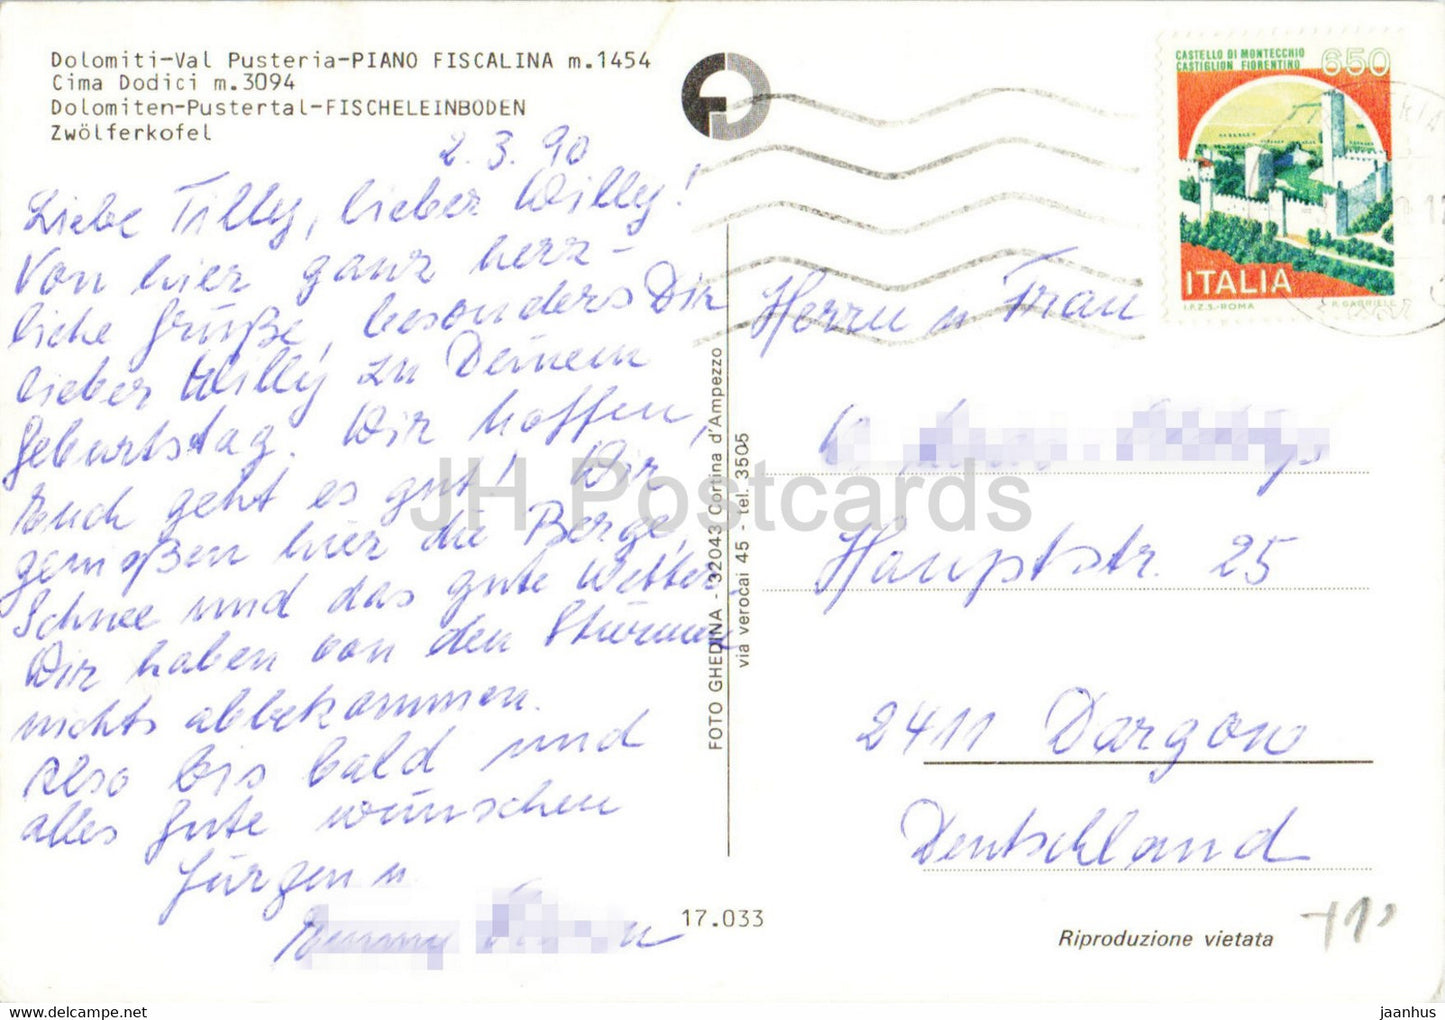 Dolomiti-Val Pusteria-PIANO FISCALINA m.1454
Cima Dodici m.3094
Dolomiten-Pustertal-FISCHELEINBODEN
Zwölferkofel
2.3.90
Liebe Tilly, lieber Willy!
Von hier ganz herz-
liche Grüße, besonders Dir
lieber Willy zu Deinem
Geburtstag. Wir hoffen,
Euch geht es gut! Wir
genießen hier die Berge,
Schnee und das gute Wetter.
Wir haben von den Stürmen
nichts abbekommen.
Also bis bald und
alles Gute wünschen
Jürgen u.
17.033
FOTO GHEDINA - 32043 Cortina d'Ampezzo
via verocai 45 - tel. 3505
CASTELLO DI MONTECCHIO
CASTIGLION FIORENTINO
650
ITALIA
I.P.Z.S.-ROMA
Herrn u Frau
Hauptstr. 25
2411 Dargow
Deutschland
Riproduzione vietata
JH Postcards
jaanhus